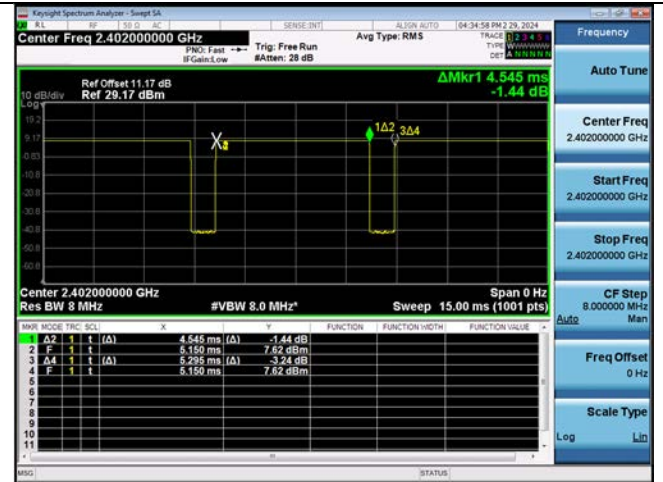 Keysight Spectrum Analyzer - Swept SA
RL RF 50 Ω AC SENSE:INT ALIGN AUTO 04:34:58 PM 2 29, 2024
Center Freq 2.402000000 GHz
PNO: Fast Trig: Free Run
IFGain:Low #Atten: 28 dB
Avg Type: RMS
TRACE 1 2 3 4 5 6
TYPE WWWWWW
DET A N N N N N
Frequency
Auto Tune
Ref Offset 11.17 dB
10 dB/div Ref 29.17 dBm
Log
ΔMkr1 4.545 ms
-1.44 dB
19.2
9.17
-0.83
-10.8
-20.8
-30.8
-40.8
-50.8
-60.8
1Δ2 3Δ4
Center Freq
2.402000000 GHz
Start Freq
2.402000000 GHz
Stop Freq
2.402000000 GHz
Center 2.402000000 GHz Span 0 Hz
Res BW 8 MHz #VBW 8.0 MHz* Sweep 15.00 ms (1001 pts)
CF Step
8.000000 MHz
Auto Man
MKR MODE TRC SCL X Y FUNCTION FUNCTION WIDTH FUNCTION VALUE
1 Δ2 1 t (Δ) 4.545 ms (Δ) -1.44 dB
2 F 1 t 5.150 ms 7.62 dBm
3 Δ4 1 t (Δ) 5.295 ms (Δ) -3.24 dB
4 F 1 t 5.150 ms 7.62 dBm
5
6
7
8
9
10
11
Freq Offset
0 Hz
Scale Type
Log Lin
MSG STATUS